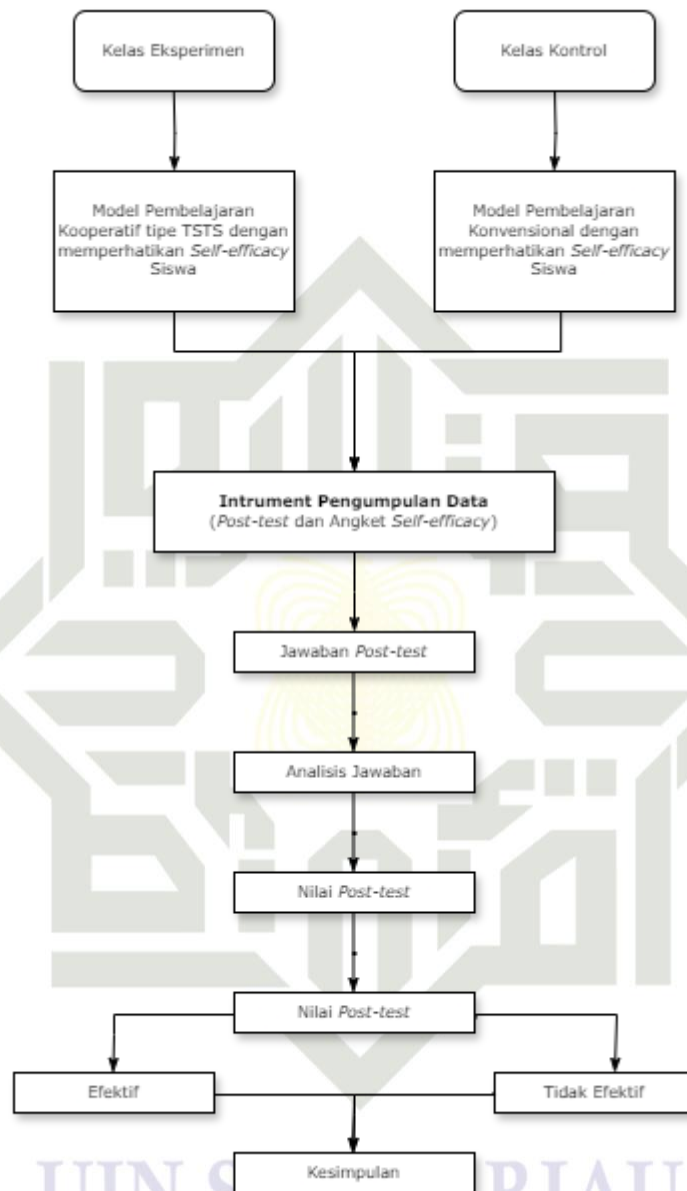 Kelas Eksperimen
Kelas Kontrol
Model Pembelajaran
Kooperatif tipe TSTS dengan
memperhatikan Self-efficacy
Siswa
Model Pembelajaran
Konvensional dengan
memperhatikan Self-efficacy
Siswa
Intrument Pengumpulan Data
(Post-test dan Angket Self-efficacy)
Jawaban Post-test
Analisis Jawaban
Nilai Post-test
Nilai Post-test
Efektif
Tidak Efektif
Kesimpulan
UIN S RIAU